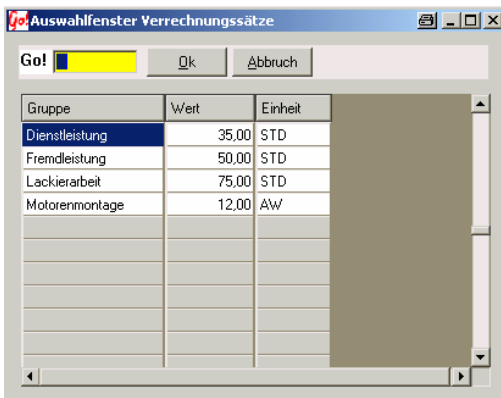 Go! Auswahlfenster Verrechnungssätze
Go! Ok Abbruch
Gruppe Wert Einheit
Dienstleistung 35,00 STD
Fremdleistung 50,00 STD
Lackierarbeit 75,00 STD
Motorenmontage 12,00 AW